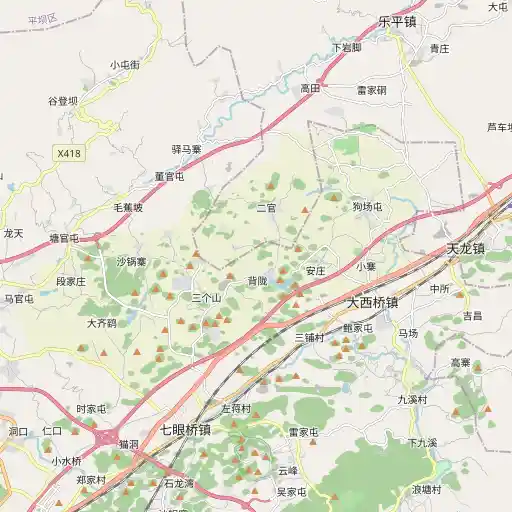 大屯
平坝区
乐平镇
下岩脚
青庄
小屯街
高田
雷家硐
谷登坝
芦车坝
驿马寨
X418
董官屯
毛蕉坡
二官
狗场屯
龙天
塘官屯
天龙镇
沙锅寨
安庄
小寨
段家庄
背陇
中所
马官屯
三个山
大西桥镇
吉昌
大齐鹞
鲍家屯
马场
三铺村
高寨
九溪村
时家屯
左蒋村
洞口
仁口
七眼桥镇
雷家屯
猫洞
下九溪
小水桥
云峰
郑家村
石龙湾
吴家屯
浪塘村